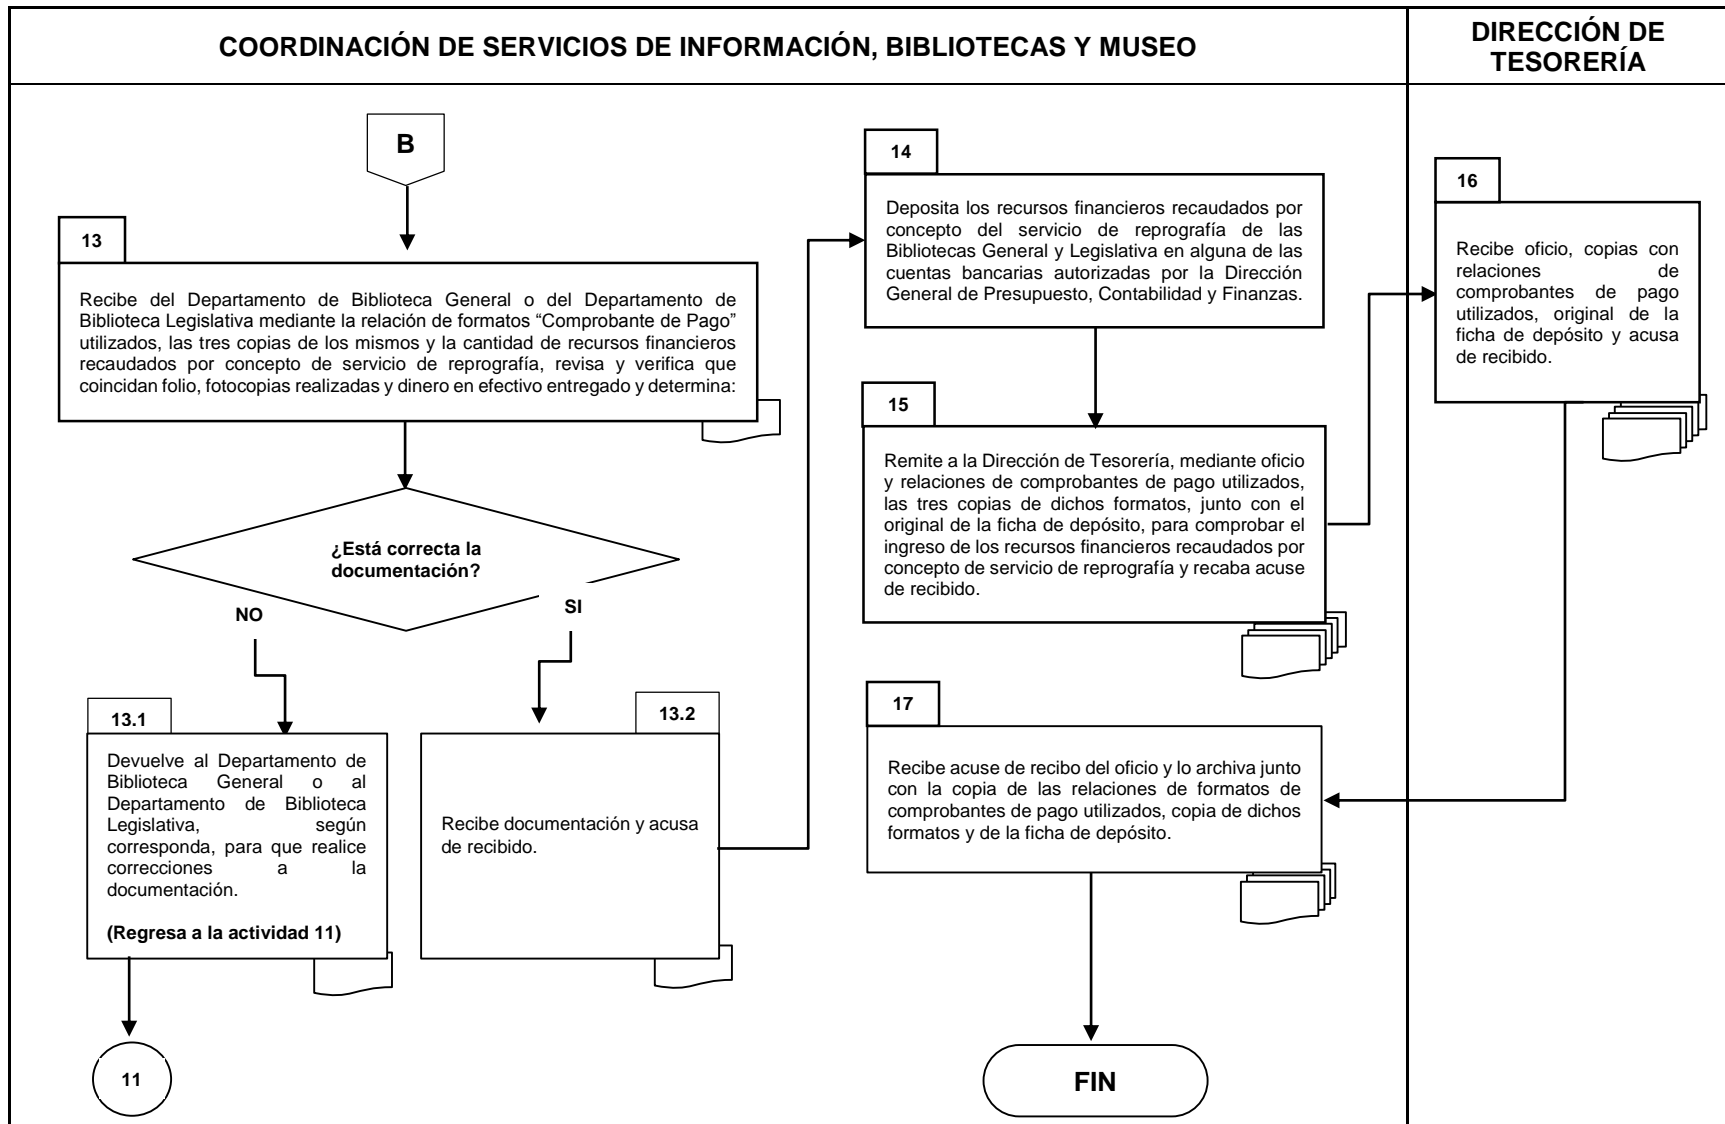 COORDINACIÓN DE SERVICIOS DE INFORMACIÓN, BIBLIOTECAS Y MUSEO
DIRECCIÓN DE
TESORERÍA
B
13
Recibe del Departamento de Biblioteca General o del Departamento de
Biblioteca Legislativa mediante la relación de formatos “Comprobante de Pago”
utilizados, las tres copias de los mismos y la cantidad de recursos financieros
recaudados por concepto de servicio de reprografía, revisa y verifica que
coincidan folio, fotocopias realizadas y dinero en efectivo entregado y determina:
¿Está correcta la
documentación?
NO
SI
13.1
Devuelve al Departamento de
Biblioteca General o al
Departamento de Biblioteca
Legislativa, según
corresponda, para que realice
correcciones a la
documentación.
(Regresa a la actividad 11)
11
13.2
Recibe documentación y acusa
de recibido.
14
Deposita los recursos financieros recaudados por
concepto del servicio de reprografía de las
Bibliotecas General y Legislativa en alguna de las
cuentas bancarias autorizadas por la Dirección
General de Presupuesto, Contabilidad y Finanzas.
15
Remite a la Dirección de Tesorería, mediante oficio
y relaciones de comprobantes de pago utilizados,
las tres copias de dichos formatos, junto con el
original de la ficha de depósito, para comprobar el
ingreso de los recursos financieros recaudados por
concepto de servicio de reprografía y recaba acuse
de recibido.
16
Recibe oficio, copias con
relaciones de
comprobantes de pago
utilizados, original de la
ficha de depósito y acusa
de recibido.
17
Recibe acuse de recibo del oficio y lo archiva junto
con la copia de las relaciones de formatos de
comprobantes de pago utilizados, copia de dichos
formatos y de la ficha de depósito.
FIN